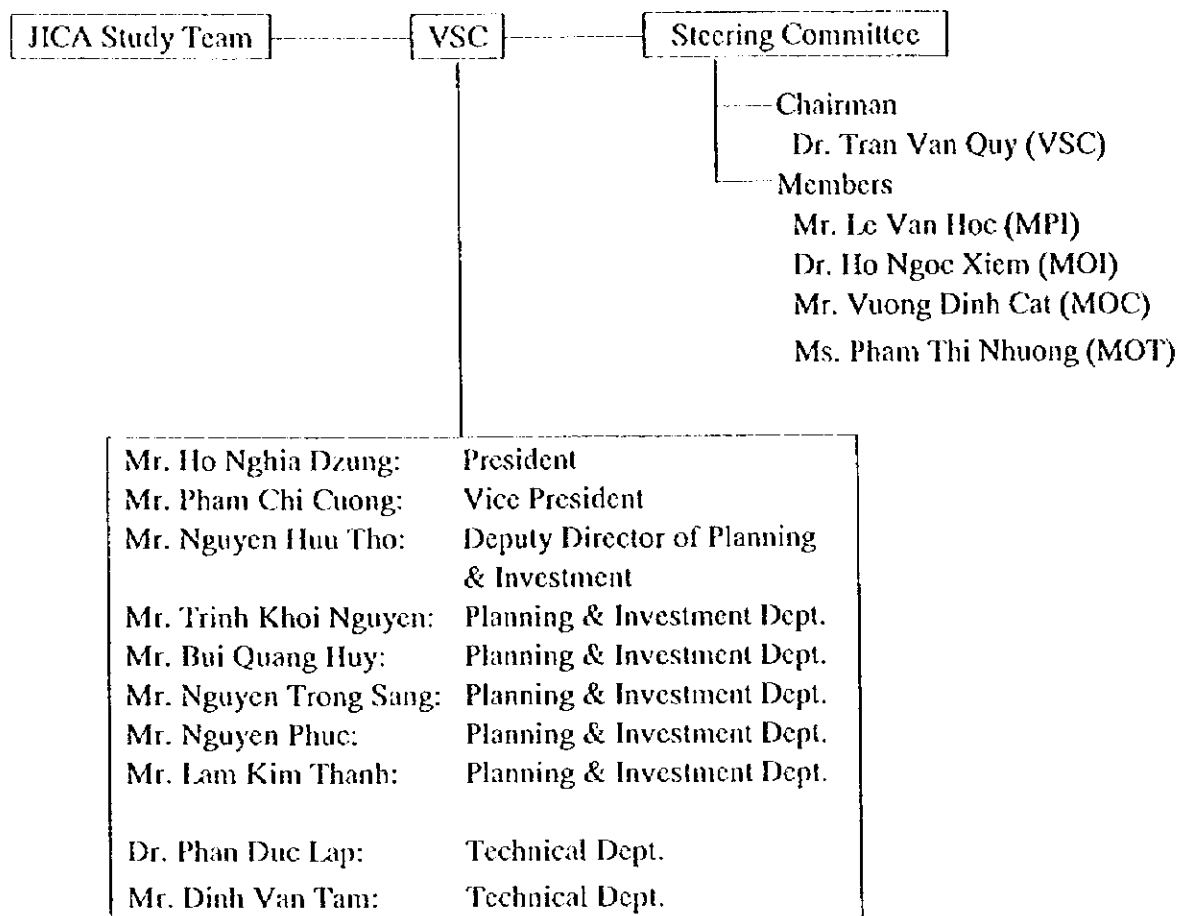 JICA Study Team VSC Steering Committee
Chairman
Dr. Tran Van Quy (VSC)
Members
Mr. Le Van Hoc (MPI)
Dr. Ho Ngoc Xiem (MOI)
Mr. Vuong Dinh Cat (MOC)
Ms. Pham Thi Nhuong (MOT)
Mr. Ho Nghia Dzung: President
Mr. Pham Chi Cuong: Vice President
Mr. Nguyen Huu Tho: Deputy Director of Planning
& Investment
Mr. Trinh Khoi Nguyen: Planning & Investment Dept.
Mr. Bui Quang Huy: Planning & Investment Dept.
Mr. Nguyen Trong Sang: Planning & Investment Dept.
Mr. Nguyen Phuc: Planning & Investment Dept.
Mr. Lam Kim Thanh: Planning & Investment Dept.
Dr. Phan Duc Lap: Technical Dept.
Mr. Dinh Van Tam: Technical Dept.